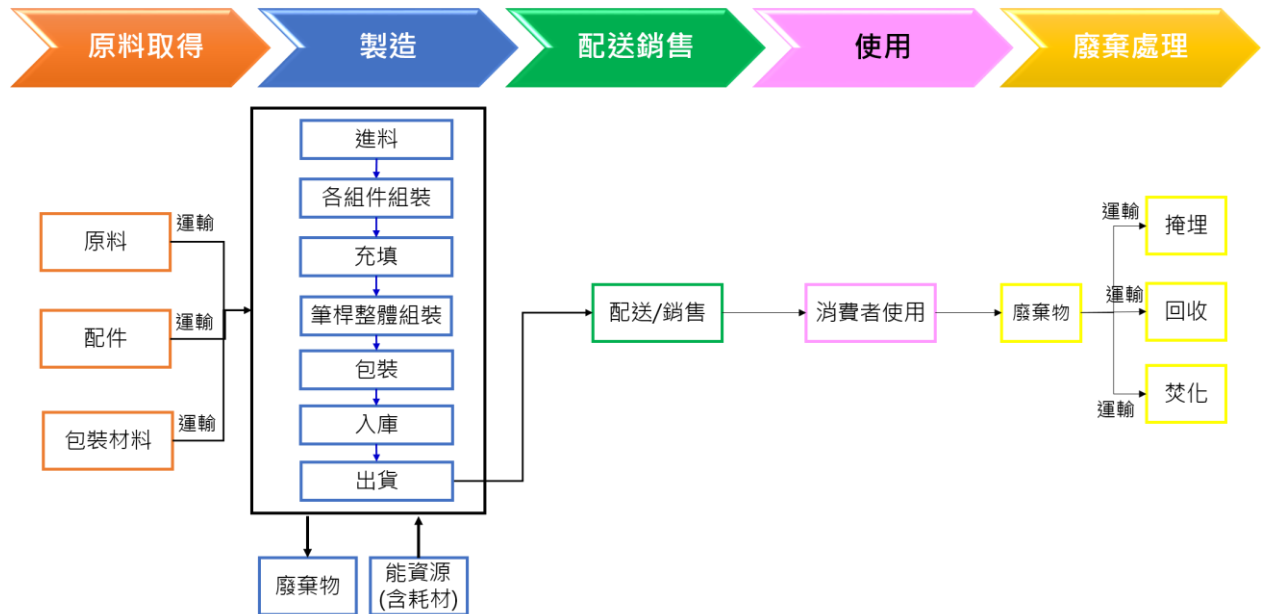 原料取得
製造
配送銷售
使用
廢棄處理
原料
運輸
配件
運輸
包裝材料
運輸
進料
各組件組裝
充填
筆桿整體組裝
包裝
入庫
出貨
廢棄物
能資源
(含耗材)
配送/銷售
消費者使用
廢棄物
運輸
掩埋
運輸
回收
運輸
焚化